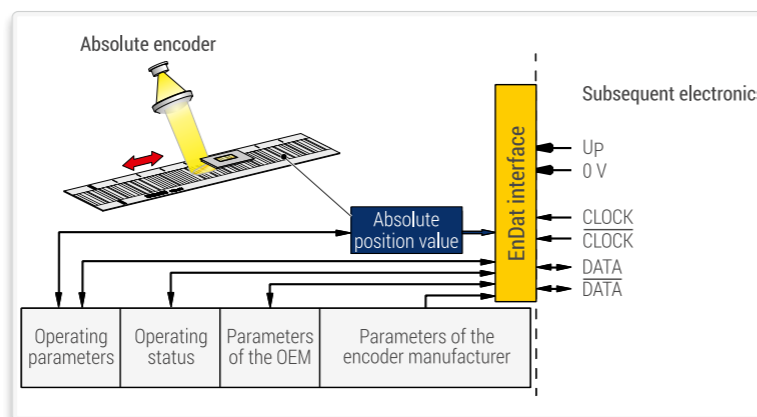 Absolute encoder
Subsequent electronics
UP
0 V
EnDat interface
CLOCK
CLOCK
DATA
DATA
Absolute
position value
Operating
parameters
Operating
status
Parameters
of the OEM
Parameters of the
encoder manufacturer